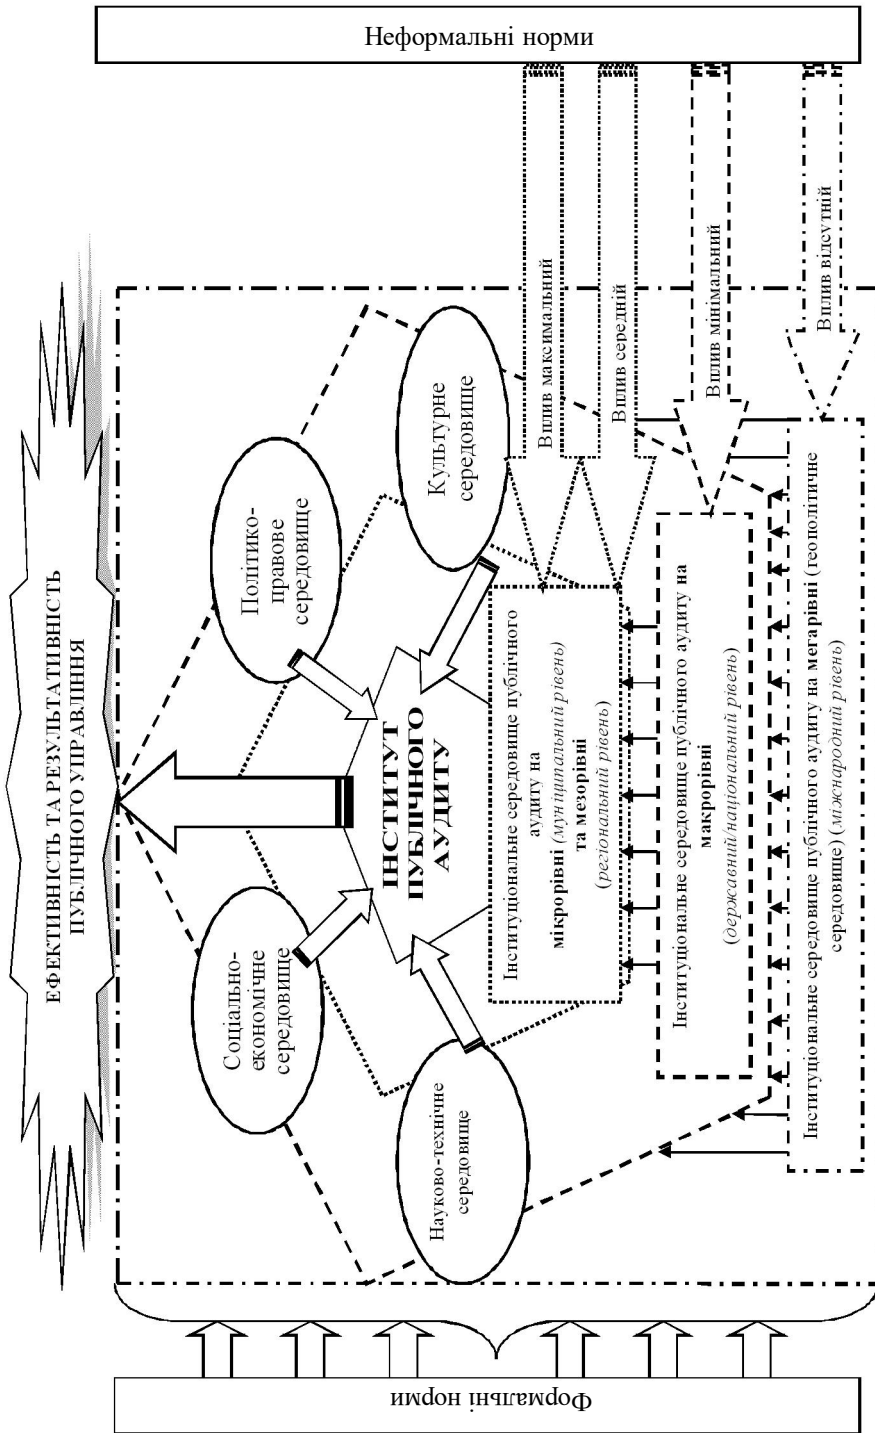 Неформальні норми
ЕФЕКТИВНІСТЬ ТА РЕЗУЛЬТАТИВНІСТЬ
ПУБЛІЧНОГО УПРАВЛІННЯ
Соціально-
економічне
середовище
Політико-
правове
середовище
Науково-технічне
середовище
Культурне
середовище
ІНСТИТУТ
ПУБЛІЧНОГО
АУДИТУ
Вплив максимальний
Вплив середній
Вплив мінімальний
Вплив відсутній
Інституціональне середовище публічного
аудиту на
мікрорівні (муніципальний рівень)
та мезорівні
(регіональний рівень)
Інституціональне середовище публічного аудиту на
макрорівні
(державний/національний рівень)
Інституціональне середовище публічного аудиту на мегарівні (геополітичне
середовище) (міжнародний рівень)
Формальні норми